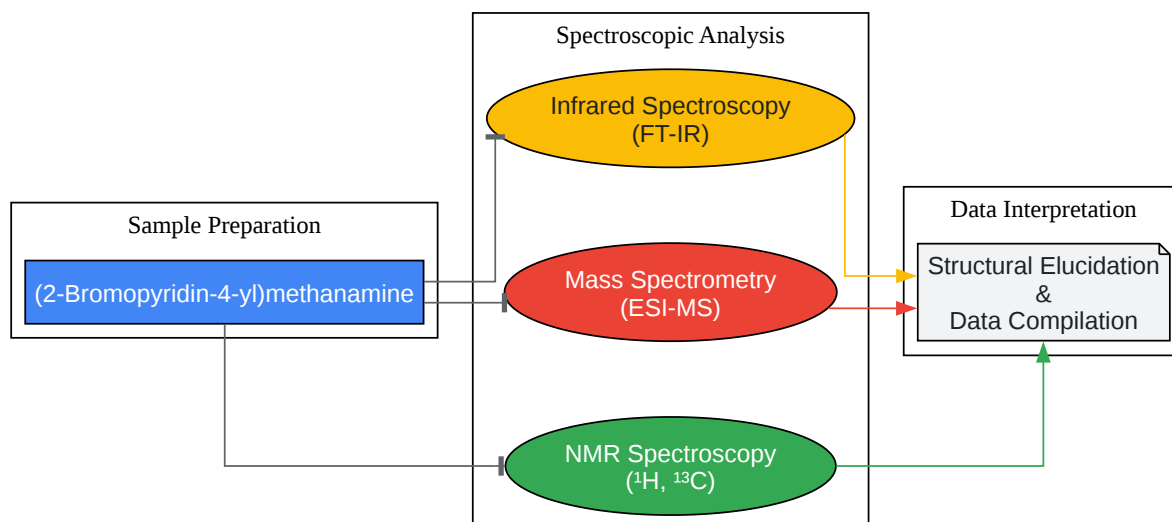 Sample Preparation
(2-Bromopyridin-4-yl)methanamine
Spectroscopic Analysis
Infrared Spectroscopy
(FT-IR)
Mass Spectrometry
(ESI-MS)
NMR Spectroscopy
(¹H, ¹³C)
Data Interpretation
Structural Elucidation
&
Data Compilation